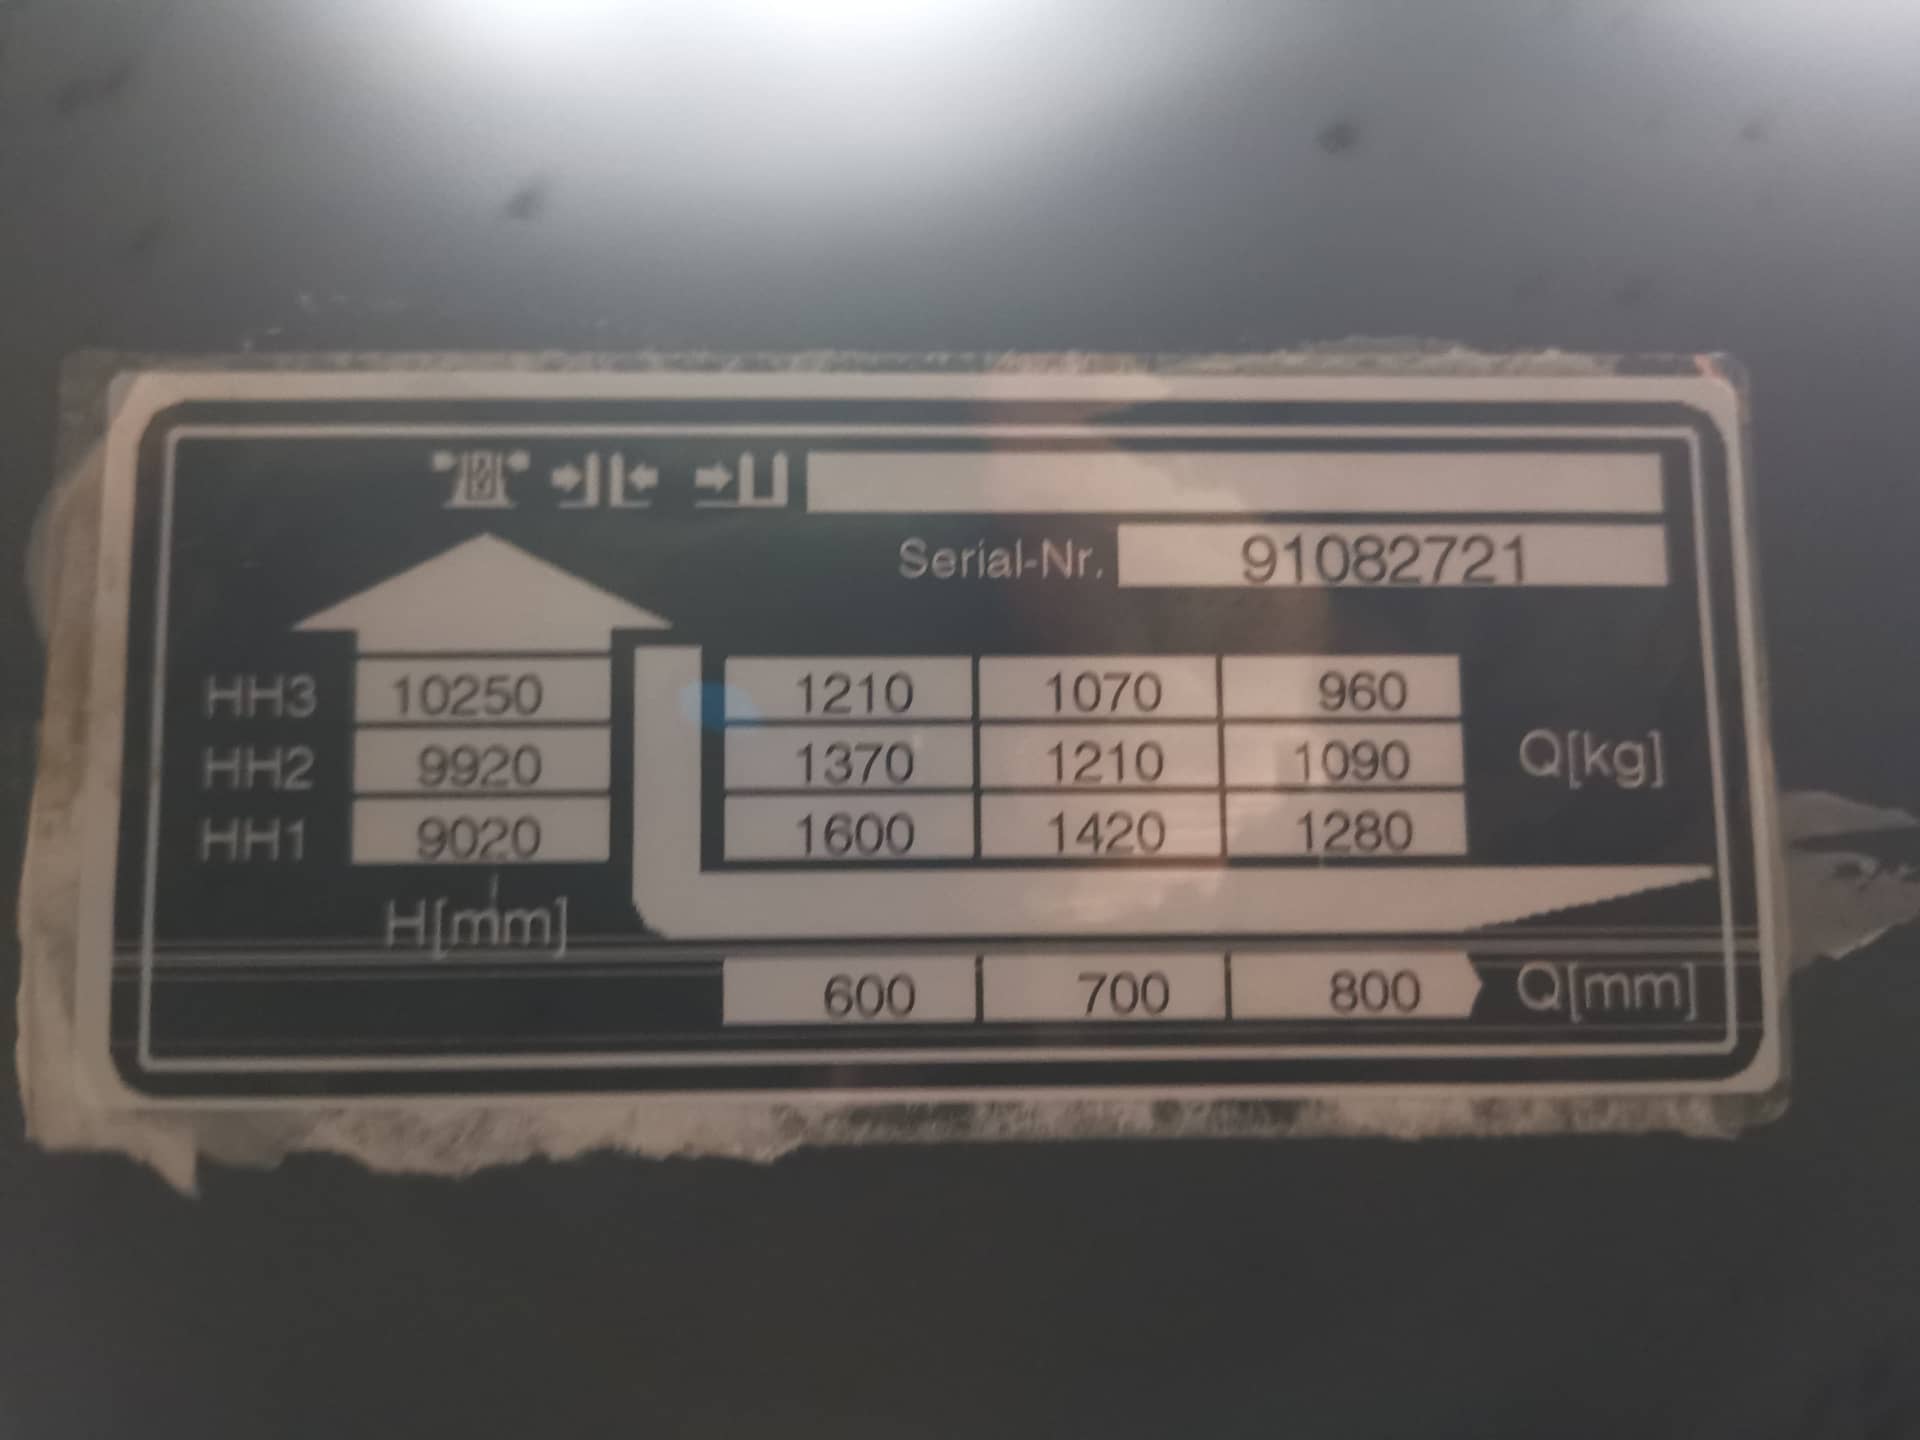 Serial-Nr. 91082721
HH3 10250 1210 1070 960
HH2 9920 1370 1210 1090 Q[kg]
HH1 9020 1600 1420 1280
H[mm]
600 700 800 Q[mm]